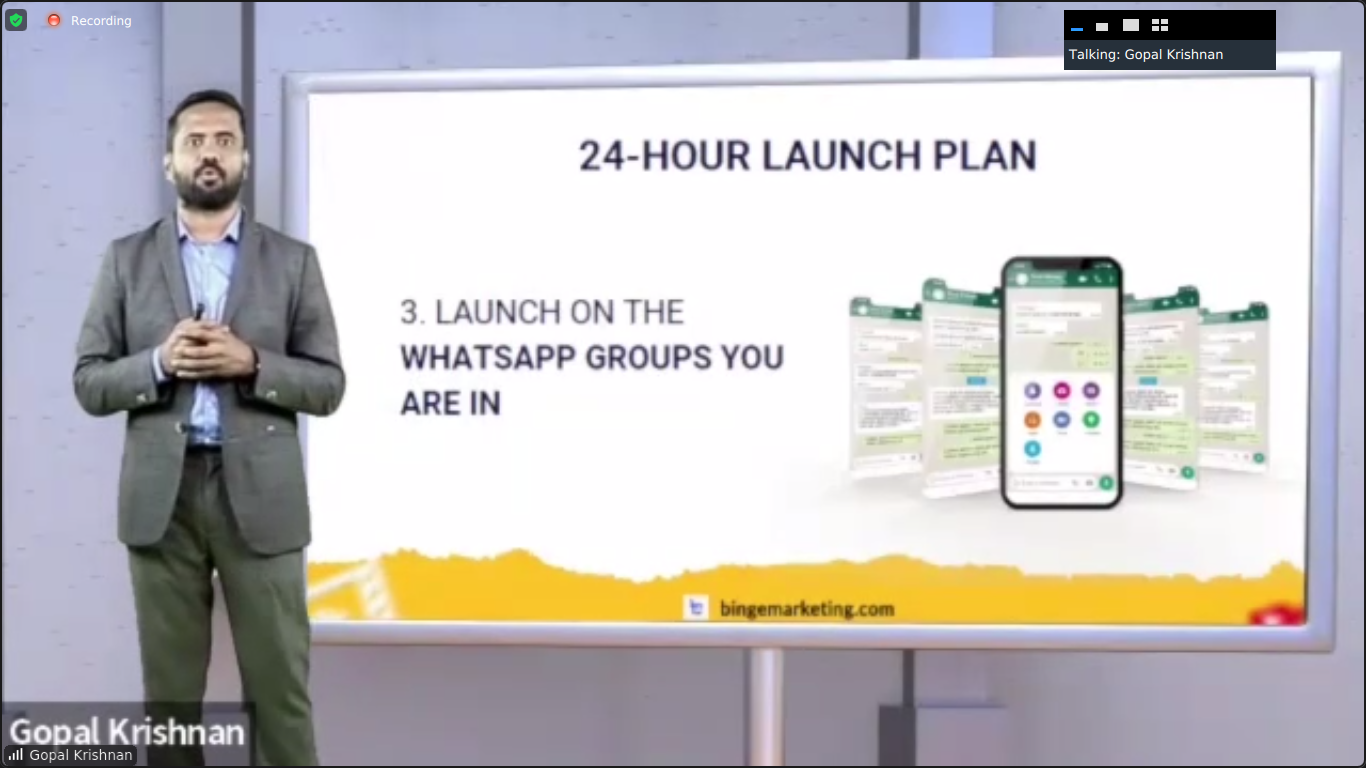 Recording
Talking: Gopal Krishnan
24-HOUR LAUNCH PLAN
3. LAUNCH ON THE
WHATSAPP GROUPS YOU
ARE IN
bingemarketing.com
Gopal Krishnan
Gopal Krishnan